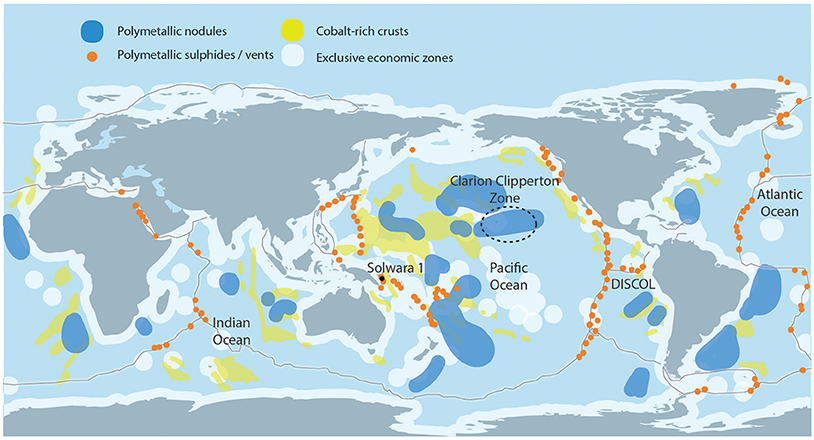 Polymetallic nodules
Cobalt-rich crusts
Polymetallic sulphides / vents
Exclusive economic zones
Clarion Clipperton
Zone
Atlantic
Ocean
Solwara 1
Pacific
Ocean
DISCOL
Indian
Ocean